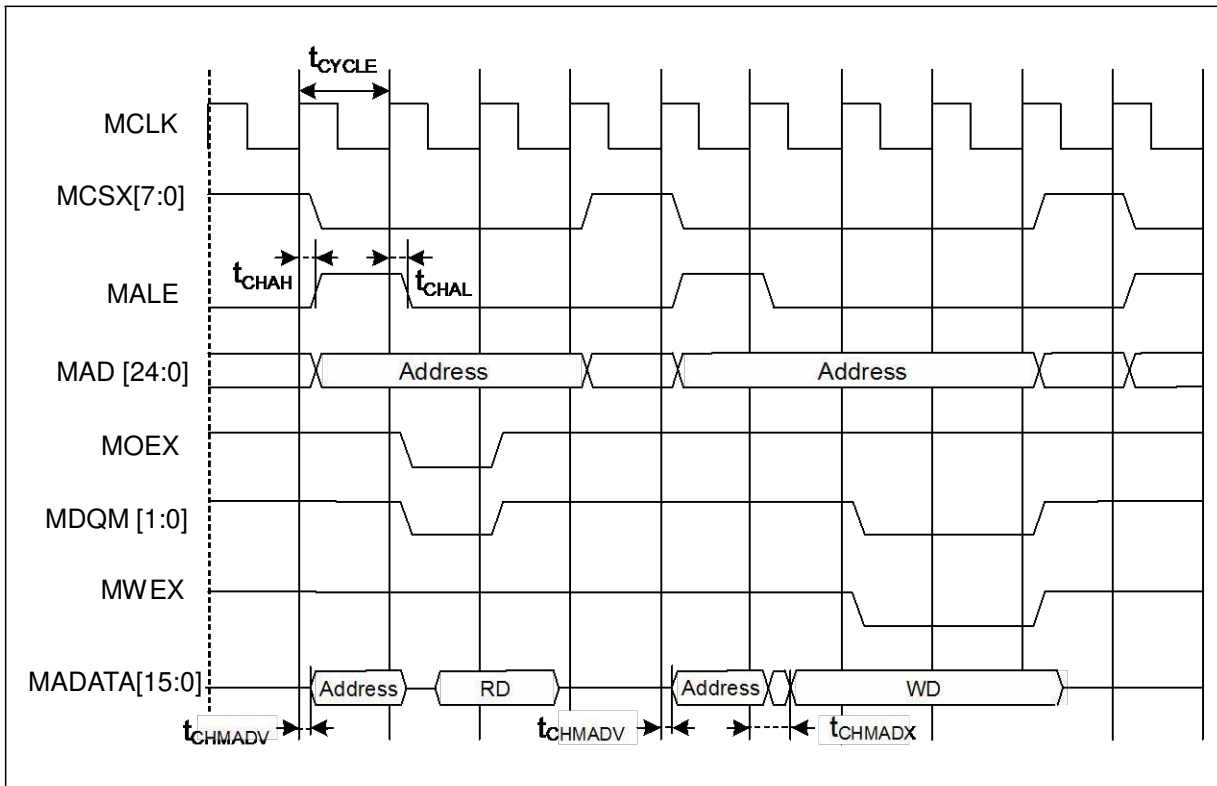 tCYCLE
MCLK
MCSX[7:0]
tCHAH
tCHAL
MALE
MAD [24:0]
Address
Address
MOEX
MDQM [1:0]
MWEX
MADATA[15:0]
Address
RD
Address
WD
tCHMADV
tCHMADV
tCHMADX